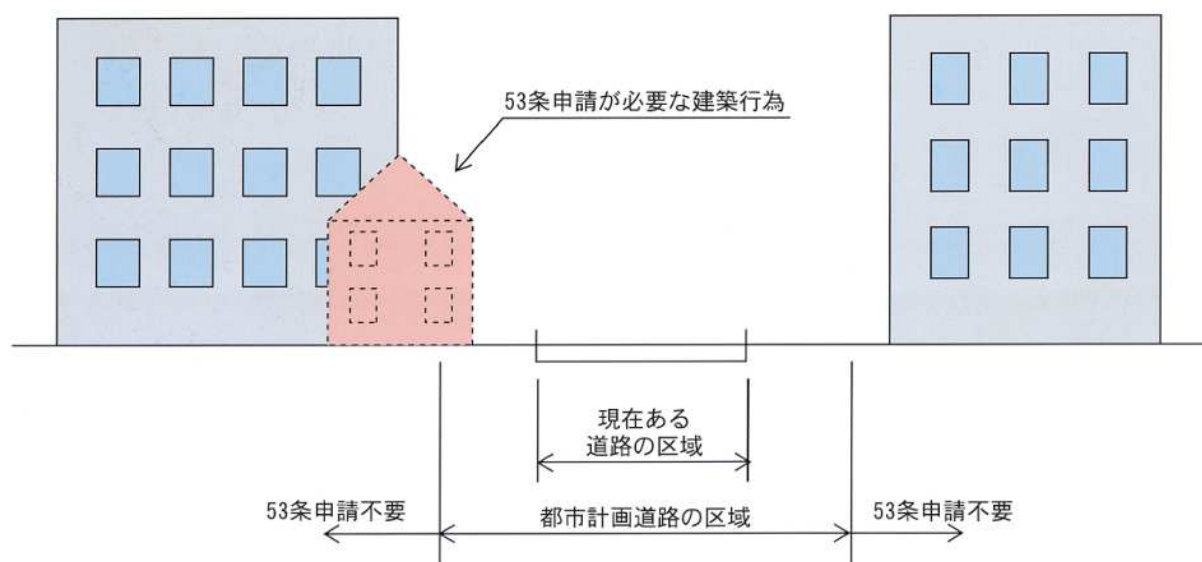 53条申請が必要な建築行為
現在ある
道路の区域
53条申請不要
都市計画道路の区域
53条申請不要